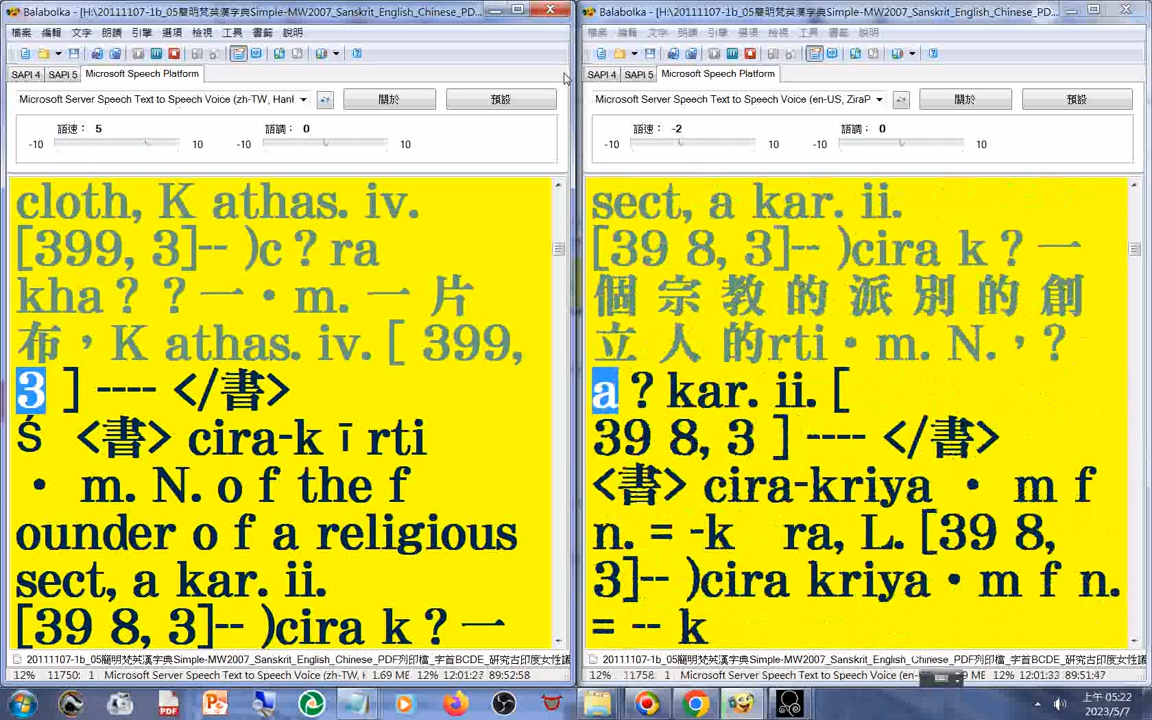 Balabolka - [H:\20111107-1b_05簡明梵英漢字典Simple-MW2007_Sanskrit_English_Chinese_PD...
檔案 編輯 文字 朗讀 引擎 選項 檢視 工具 書籤 說明
SAPI 4 SAPI 5 Microsoft Speech Platform
Microsoft Server Speech Text to Speech Voice (zh-TW, Hanl
關於 預設
語速： 5 語調： 0
-10 10 -10 10
cloth, K athas. iv.
[399, 3]-- )c？ra
kha？？一・m. 一 片
布，K athas. iv. [ 399,
3 ] ---- </書>
Ś <書> cira-kīrti
・ m. N. o f the f
ounder o f a religious
sect, a kar. ii.
[39 8, 3]-- )cira k？一
20111107-1b_05簡明梵英漢字典Simple-MW2007_Sanskrit_English_Chinese_PDF列印檔_字首BCDE_研究古印度女性議
12% 11750: 1 Microsoft Server Speech Text to Speech Voice (zh-TW, H 1.69 MB 12% 12:01:27 89:52:58
Balabolka - [H:\20111107-1b_05簡明梵英漢字典Simple-MW2007_Sanskrit_English_Chinese_PD...
檔案 編輯 文字 朗讀 引擎 選項 檢視 工具 書籤 說明
SAPI 4 SAPI 5 Microsoft Speech Platform
Microsoft Server Speech Text to Speech Voice (en-US, ZiraP
關於 預設
語速： -2 語調： 0
-10 10 -10 10
sect, a kar. ii.
[39 8, 3]-- )cira k？一
個 宗 教 的 派 別 的 創
立 人 的rti・m. N.，？
a ？kar. ii. [
39 8, 3 ] ---- </書>
<書> cira-kriya ・ m f
n. = -k ra, L. [39 8,
3]-- )cira kriya・m f n.
= -- k
20111107-1b_05簡明梵英漢字典Simple-MW2007_Sanskrit_English_Chinese_PDF列印檔_字首BCDE_研究古印度女性議
12% 11758: 1 Microsoft Server Speech Text to Speech Voice (en-US 12% 12:01:33 89:51:47
上午 05:22
2023/5/7